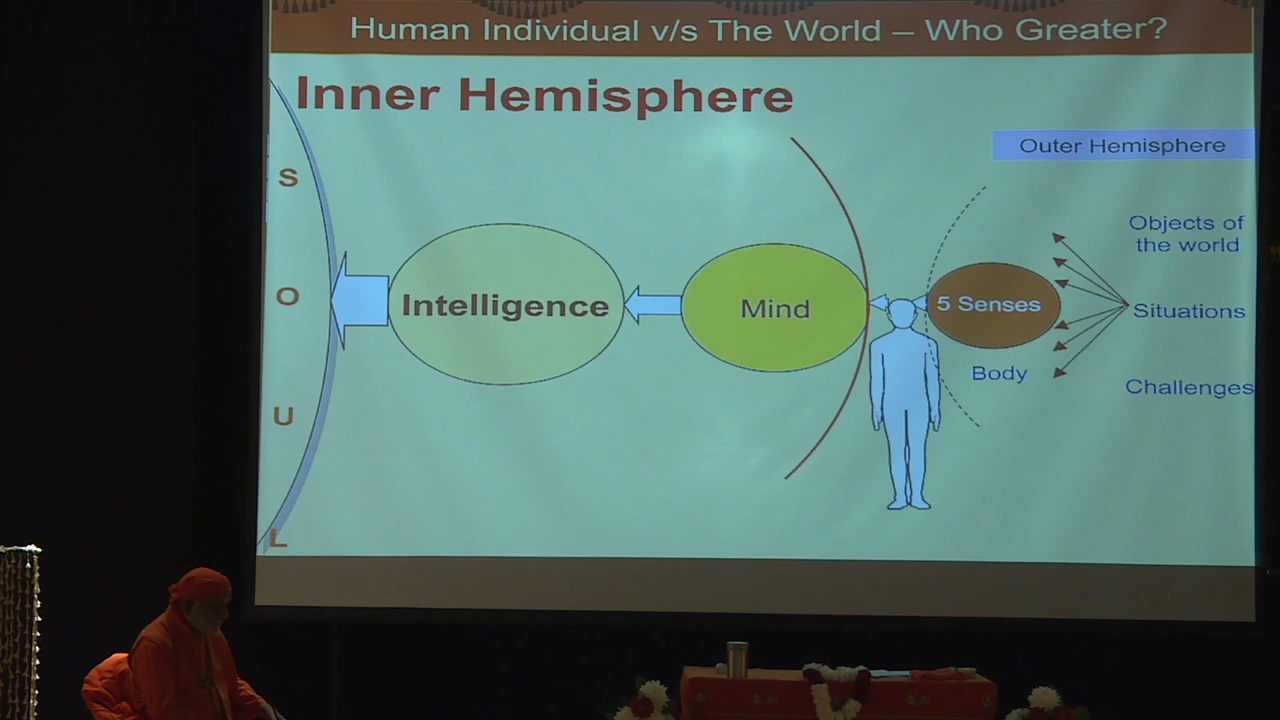 Human Individual v/s The World – Who Greater?
Inner Hemisphere
Outer Hemisphere
S
O
U
L
Intelligence
Mind
5 Senses
Body
Objects of
the world
Situations
Challenges